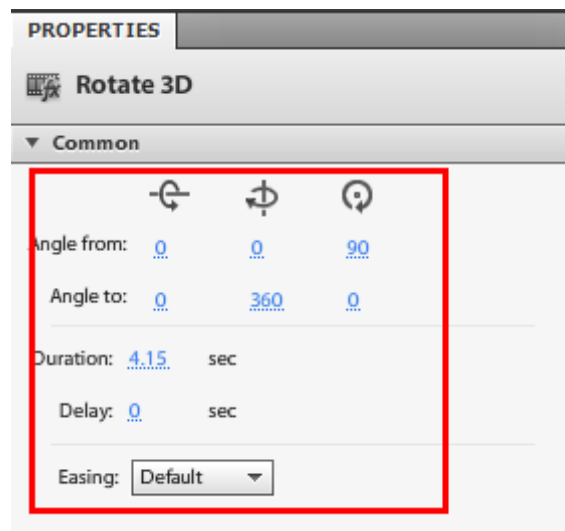 PROPERTIES
Rotate 3D
Common
Angle from: 0 0 90
Angle to: 0 360 0
Duration: 4.15 sec
Delay: 0 sec
Easing: Default